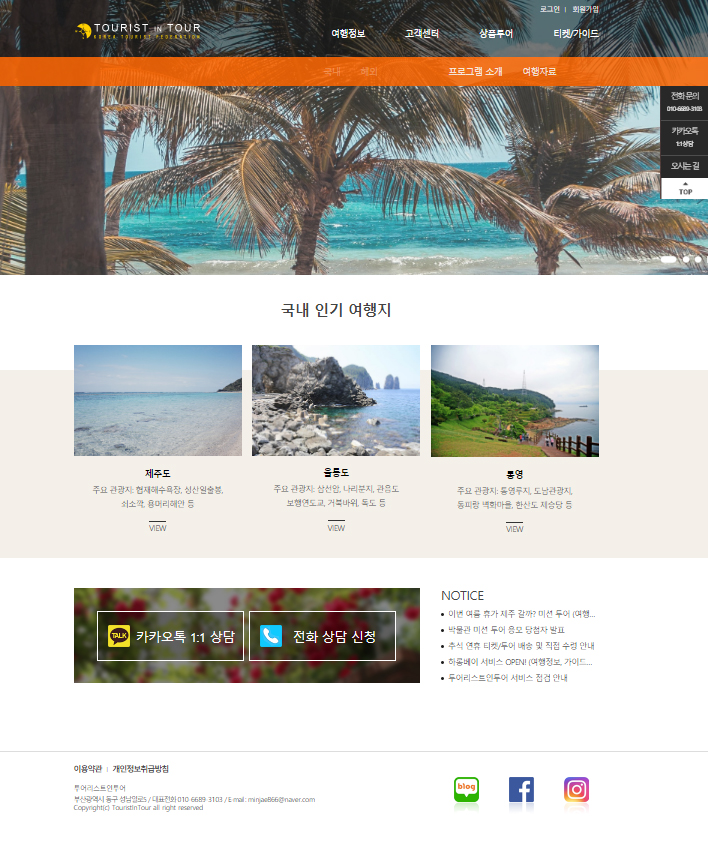 로그인 | 회원가입
TOURIST IN TOUR
KOREA TOURIST FEDERATION
여행정보 고객센터 상품투어 티켓/가이드
국내 해외 프로그램 소개 여행자료
전화문의
010-6689-3103
카카오톡
1:1상담
오시는 길
TOP
국내 인기 여행지
제주도
주요 관광지: 협재해수욕장, 성산일출봉,
쇠소깍, 용머리해안 등
VIEW
울릉도
주요 관광지: 삼선암, 나리분지, 관음도
보행연도교, 거북바위, 독도 등
VIEW
통영
주요 관광지: 통영루지, 도남관광지,
동피랑 벽화마을, 한산도 제승당 등
VIEW
TALK 카카오톡 1:1 상담
전화 상담 신청
NOTICE
이번 여름 휴가 제주 갈까? 미션 투어 (여행...
박물관 미션 투어 응모 당첨자 발표
추석 연휴 티켓/투어 배송 및 직접 수령 안내
하롱베이 서비스 OPEN! (여행정보, 가이드...
투어리스트인투어 서비스 점검 안내
이용약관 | 개인정보취급방침
투어리스트인투어
부산광역시 동구 성남일로5 / 대표전화 010-6689-3103 / E-mail: minjae866@naver.com
Copyright(c) TouristInTour all right reserved
blog